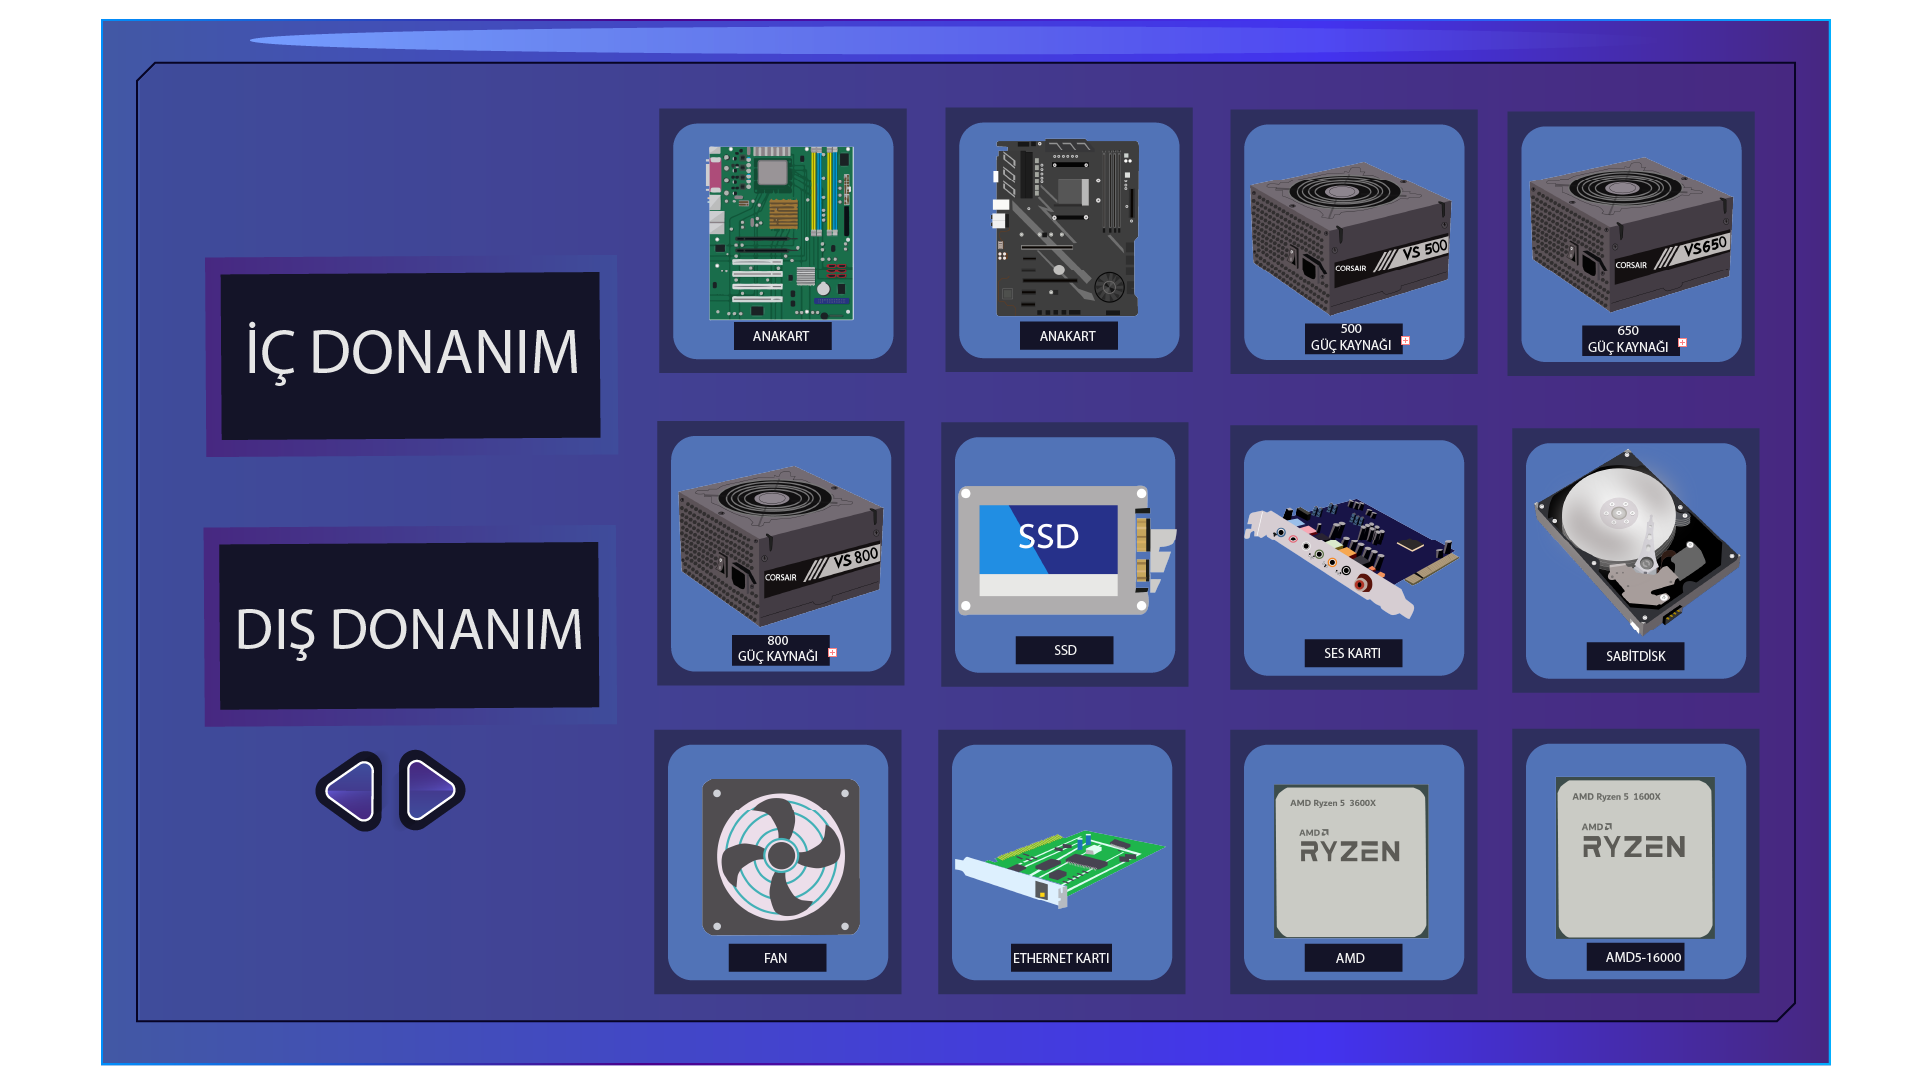 İÇ DONANIM
DIŞ DONANIM
ANAKART
ANAKART
CORSAIR
VS 500
500
GÜÇ KAYNAĞI
CORSAIR
VS650
650
GÜÇ KAYNAĞI
CORSAIR
VS 800
800
GÜÇ KAYNAĞI
SSD
SSD
SES KARTI
SABİTDİSK
FAN
ETHERNET KARTI
AMD Ryzen 5 3600X
AMD
RYZEN
AMD
AMD Ryzen 5 1600X
AMD
RYZEN
AMD5-16000